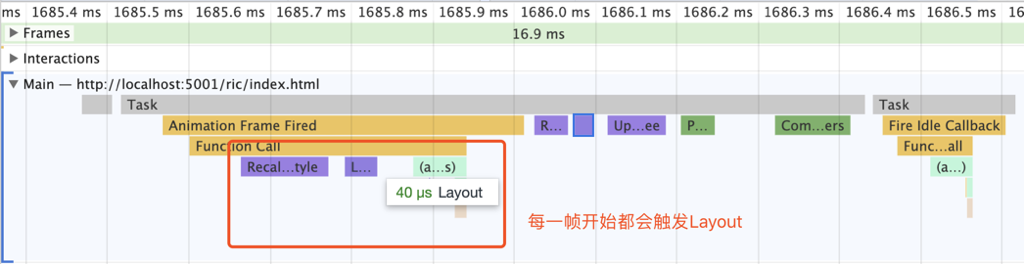 ms 1685.4 ms 1685.5 ms 1685.6 ms 1685.7 ms 1685.8 ms 1685.9 ms 1686.0 ms 1686.1 ms 1686.2 ms 1686.3 ms 1686.4 ms 1686.5 ms 16
Frames 16.9 ms
Interactions
Main — http://localhost:5001/ric/index.html
Task Task
Animation Frame Fired R... Up...ee P... Com...ers Fire Idle Callback
Function Call Func...all
Recal...tyle L... (a...s) (a...)
40 μs Layout
每一帧开始都会触发Layout